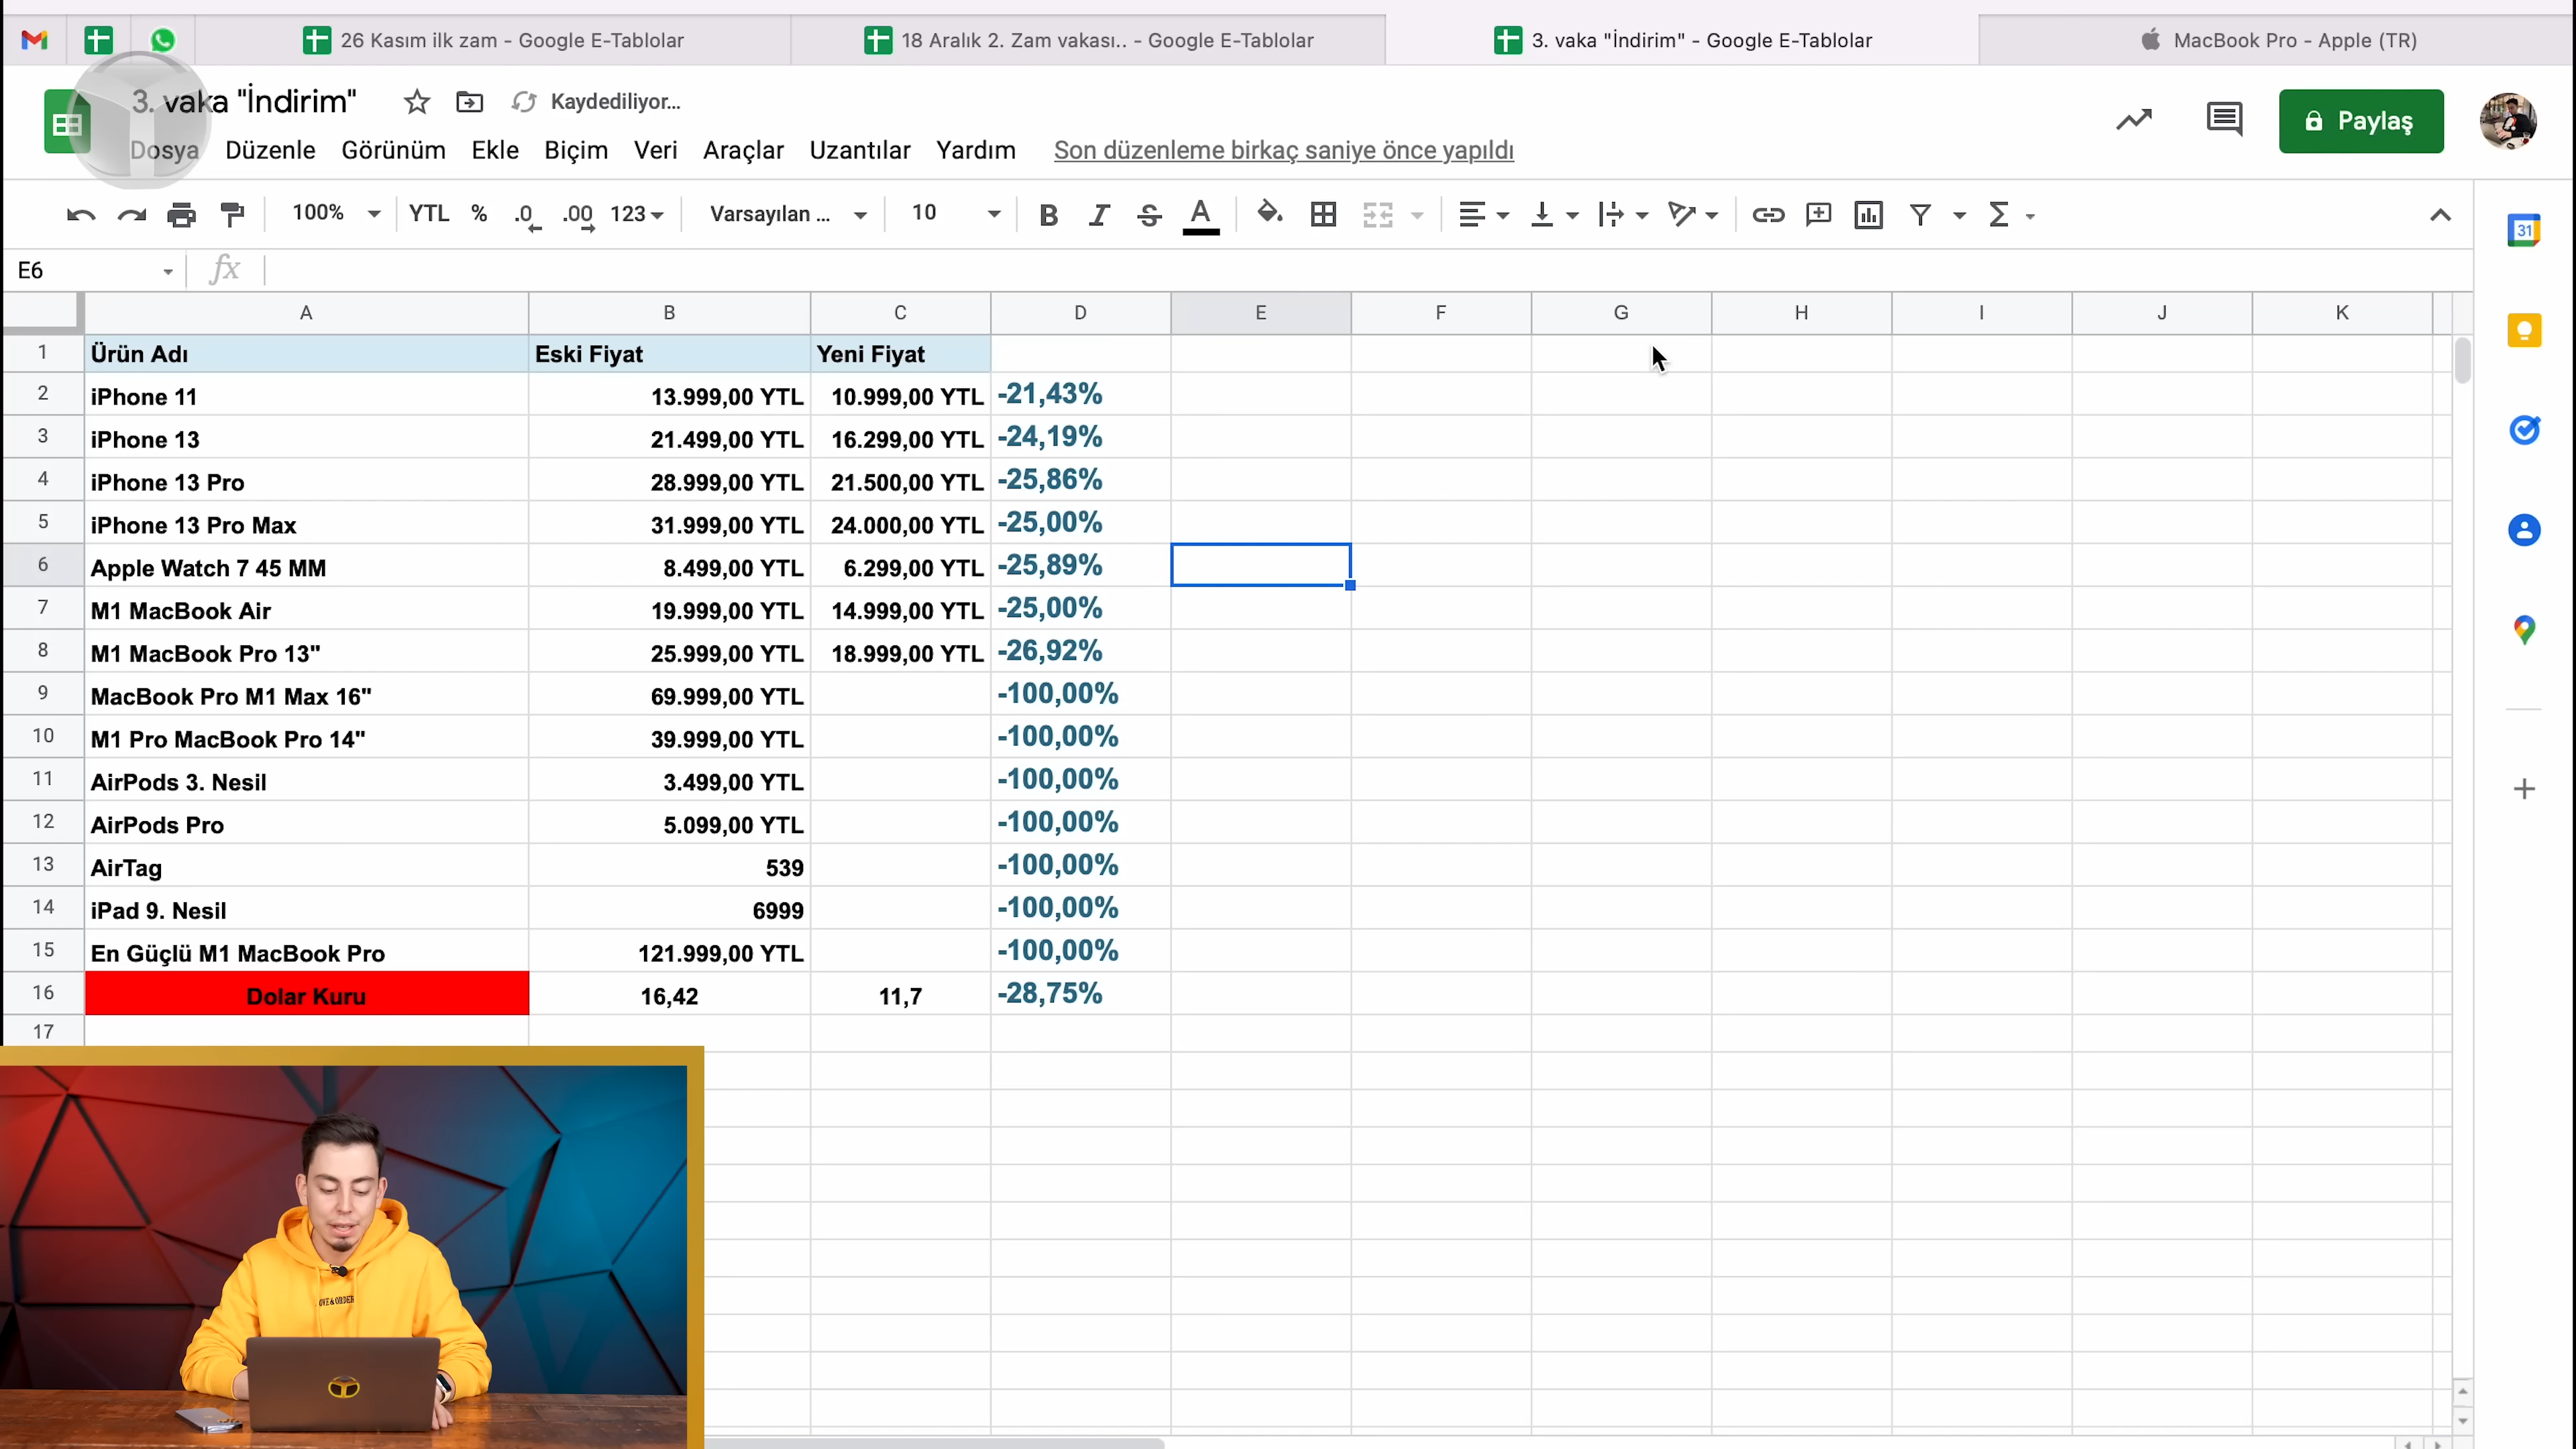 26 Kasım ilk zam - Google E-Tablolar
18 Aralık 2. Zam vakası.. - Google E-Tablolar
3. vaka "İndirim" - Google E-Tablolar
MacBook Pro - Apple (TR)
3. vaka "İndirim"
Kaydediliyor...
Dosya Düzenle Görünüm Ekle Biçim Veri Araçlar Uzantılar Yardım
Son düzenleme birkaç saniye önce yapıldı
Paylaş
100% YTL % .0 .00 123 Varsayılan ... 10 B I S A
31
E6 fx
A B C D E F G H I J K
1 Ürün Adı Eski Fiyat Yeni Fiyat
2 iPhone 11 13.999,00 YTL 10.999,00 YTL -21,43%
3 iPhone 13 21.499,00 YTL 16.299,00 YTL -24,19%
4 iPhone 13 Pro 28.999,00 YTL 21.500,00 YTL -25,86%
5 iPhone 13 Pro Max 31.999,00 YTL 24.000,00 YTL -25,00%
6 Apple Watch 7 45 MM 8.499,00 YTL 6.299,00 YTL -25,89%
7 M1 MacBook Air 19.999,00 YTL 14.999,00 YTL -25,00%
8 M1 MacBook Pro 13" 25.999,00 YTL 18.999,00 YTL -26,92%
9 MacBook Pro M1 Max 16" 69.999,00 YTL -100,00%
10 M1 Pro MacBook Pro 14" 39.999,00 YTL -100,00%
11 AirPods 3. Nesil 3.499,00 YTL -100,00%
12 AirPods Pro 5.099,00 YTL -100,00%
13 AirTag 539 -100,00%
14 iPad 9. Nesil 6999 -100,00%
15 En Güçlü M1 MacBook Pro 121.999,00 YTL -100,00%
16 Dolar Kuru 16,42 11,7 -28,75%
17